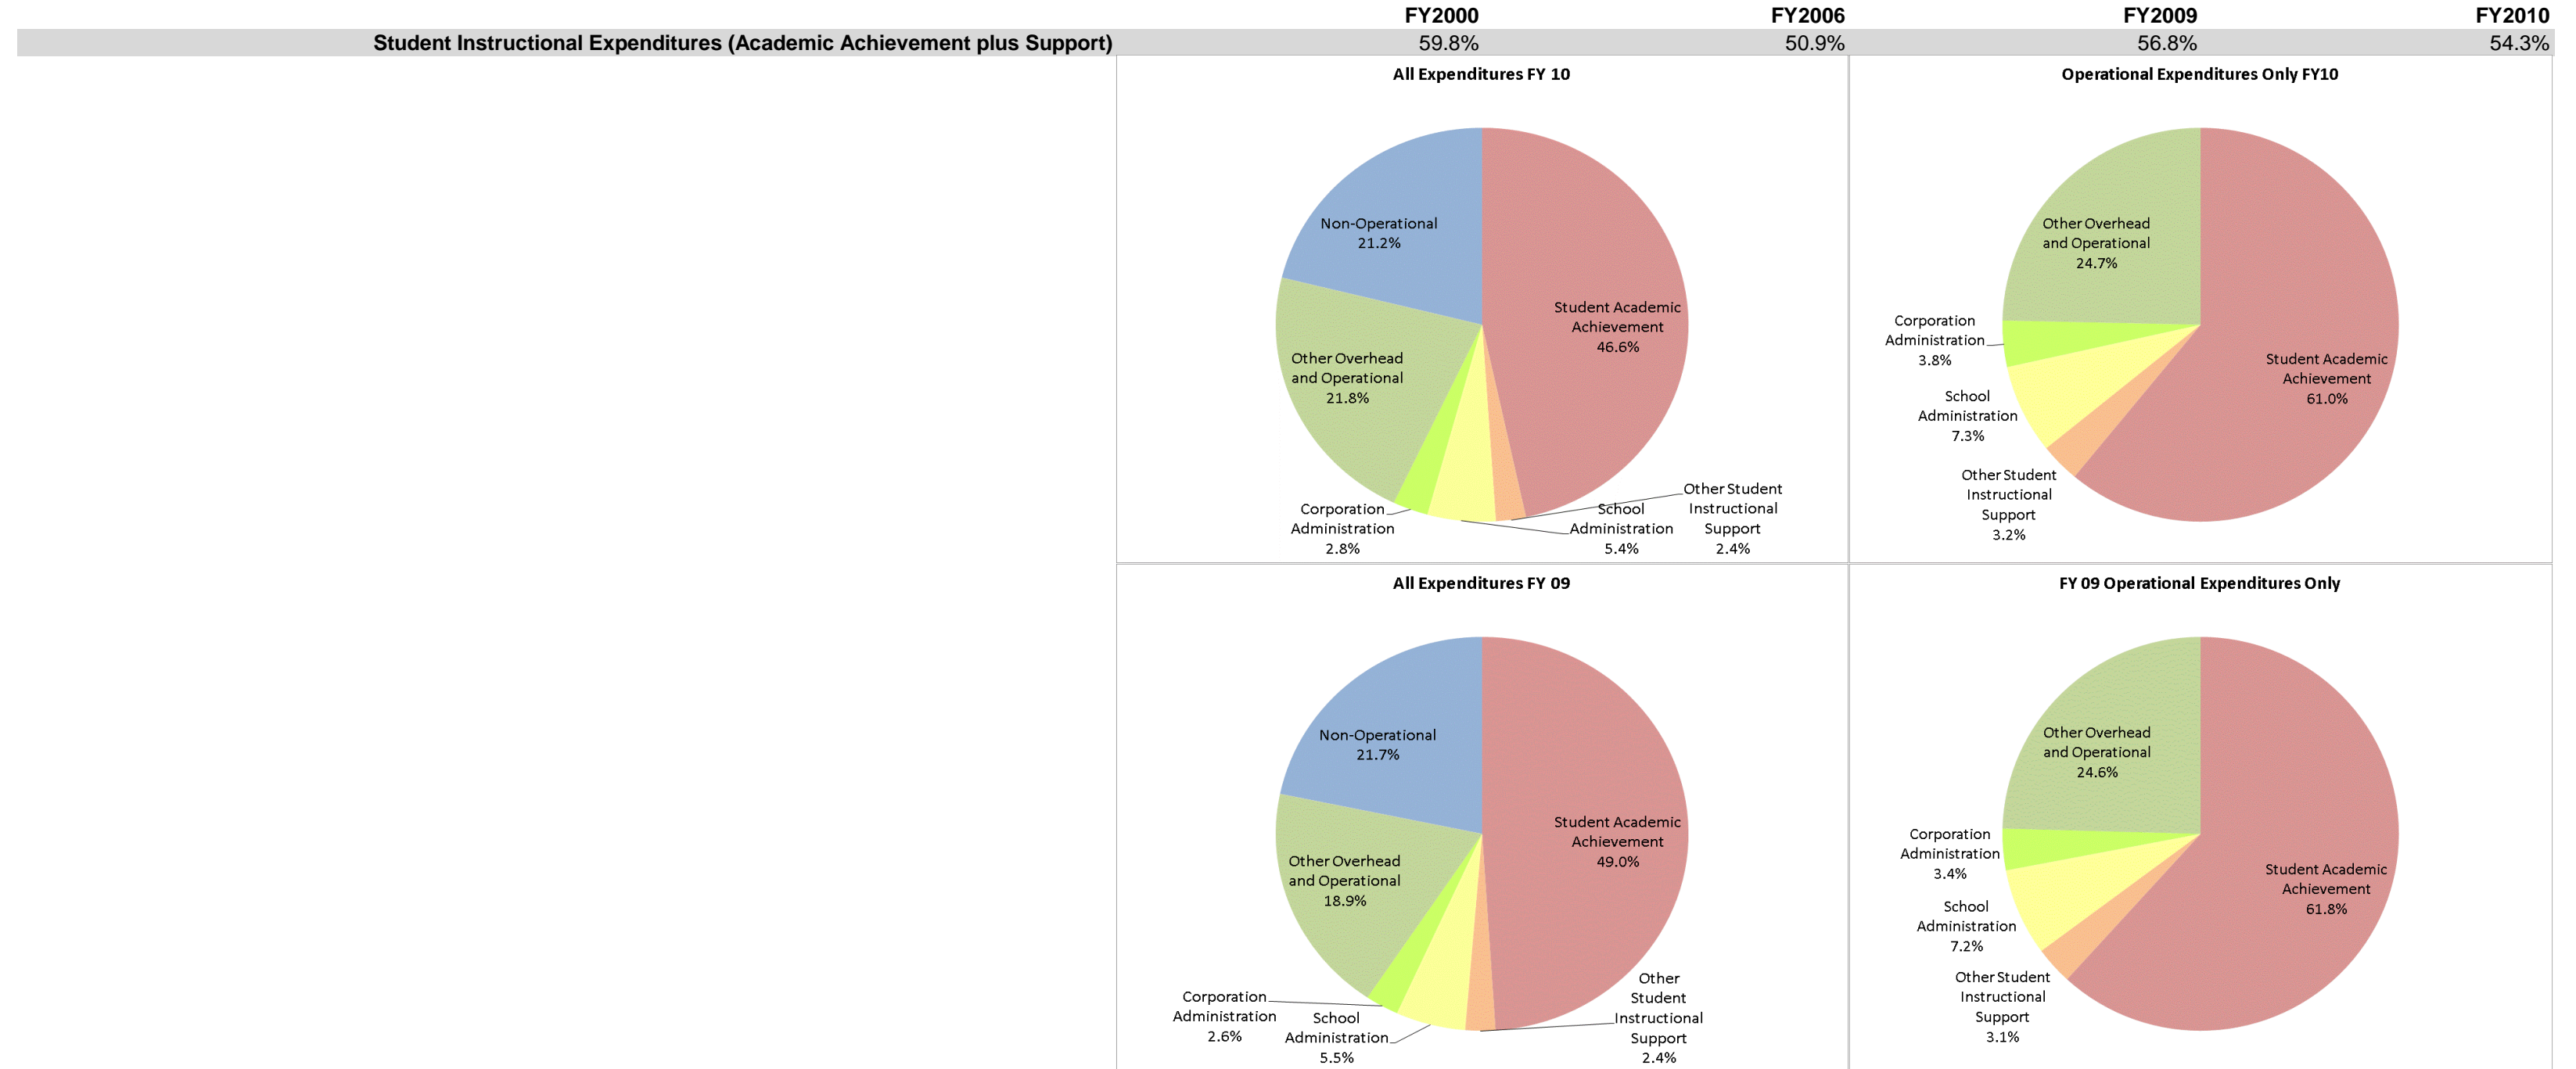 FY2000 FY2006 FY2009 FY2010
Student Instructional Expenditures (Academic Achievement plus Support) 59.8% 50.9% 56.8% 54.3%
All Expenditures FY 10
Non-Operational
21.2%
Student Academic
Achievement
46.6%
Other Overhead
and Operational
21.8%
Corporation
Administration
2.8%
School
Administration
5.4%
Other Student
Instructional
Support
2.4%
Operational Expenditures Only FY10
Other Overhead
and Operational
24.7%
Corporation
Administration
3.8%
Student Academic
Achievement
61.0%
School
Administration
7.3%
Other Student
Instructional
Support
3.2%
All Expenditures FY 09
Non-Operational
21.7%
Student Academic
Achievement
49.0%
Other Overhead
and Operational
18.9%
Corporation
Administration
2.6%
School
Administration
5.5%
Other
Student
Instructional
Support
2.4%
FY 09 Operational Expenditures Only
Other Overhead
and Operational
24.6%
Corporation
Administration
3.4%
Student Academic
Achievement
61.8%
School
Administration
7.2%
Other Student
Instructional
Support
3.1%